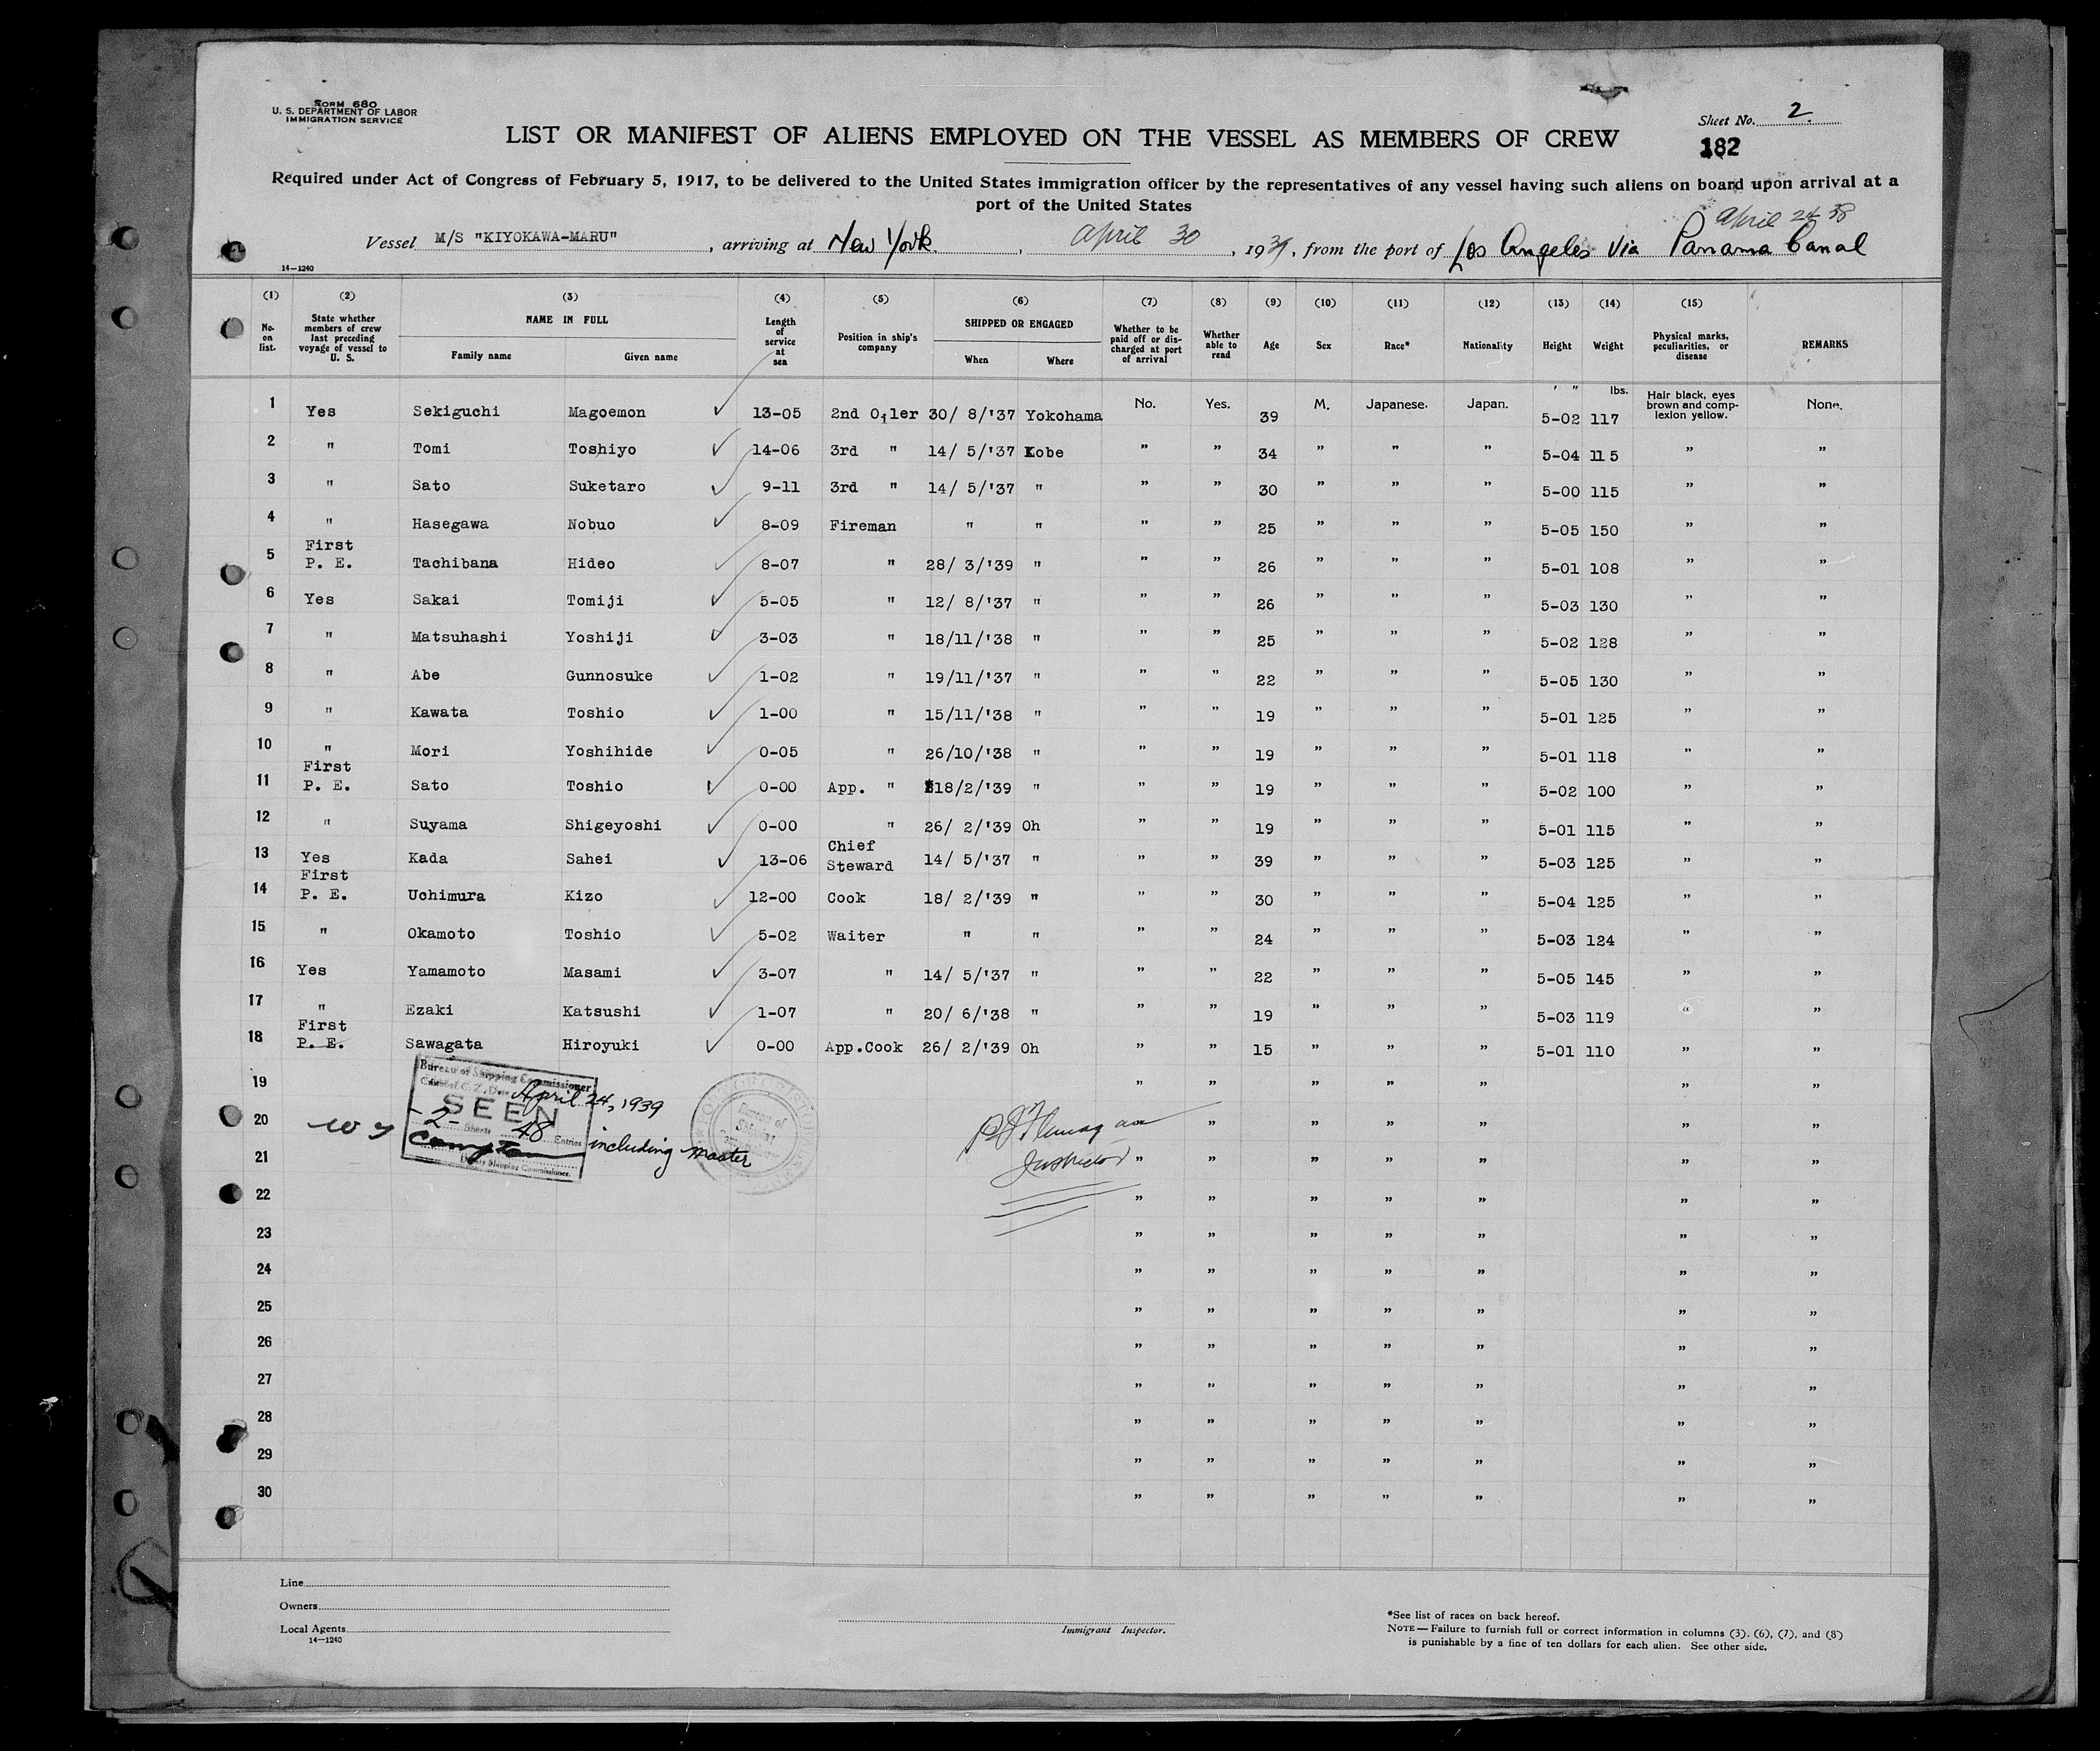 FORM 680
U. S. DEPARTMENT OF LABOR
IMMIGRATION SERVICE
Sheet No. 2
182
LIST OR MANIFEST OF ALIENS EMPLOYED ON THE VESSEL AS MEMBERS OF CREW
Required under Act of Congress of February 5, 1917, to be delivered to the United States immigration officer by the representatives of any vessel having such aliens on board upon arrival at a
port of the United States
April 24 38
Vessel M/S "KIYOKAWA-MARU", arriving at New York, April 30, 1939, from the port of Los Angeles Via Panama Canal
14—1240
(1) (2) (3) (4) (5) (6) (7) (8) (9) (10) (11) (12) (13) (14) (15)
No. on list. State whether members of crew last preceding voyage of vessel to U. S. NAME IN FULL Family name Given name Length of service at sea Position in ship's company SHIPPED OR ENGAGED When Where Whether to be paid off or discharged at port of arrival Whether able to read Age Sex Race* Nationality Height Weight Physical marks, peculiarities, or disease REMARKS
' " lbs.
1 Yes Sekiguchi Magoemon 13-05 2nd Oiler 30/ 8/'37 Yokohama No. Yes. 39 M. Japanese. Japan. 5-02 117 Hair black, eyes brown and complexion yellow. None.
2 " Tomi Toshiyo 14-06 3rd " 14/ 5/'37 Kobe " " 34 " " " 5-04 115 " "
3 " Sato Suketaro 9-11 3rd " 14/ 5/'37 " " " 30 " " " 5-00 115 " "
4 " Hasegawa Nobuo 8-09 Fireman " " " " 25 " " " 5-05 150 " "
5 First P. E. Tachibana Hideo 8-07 " 28/ 3/'39 " " " 26 " " " 5-01 108 " "
6 Yes Sakai Tomiji 5-05 " 12/ 8/'37 " " " 26 " " " 5-03 130 " "
7 " Matsuhashi Yoshiji 3-03 " 18/11/'38 " " " 25 " " " 5-02 128 " "
8 " Abe Gunnosuke 1-02 " 19/11/'37 " " " 22 " " " 5-05 130 " "
9 " Kawata Toshio 1-00 " 15/11/'38 " " " 19 " " " 5-01 125 " "
10 " Mori Yoshihide 0-05 " 26/10/'38 " " " 19 " " " 5-01 118 " "
11 First P. E. Sato Toshio 0-00 App. " 18/2/'39 " " " 19 " " " 5-02 100 " "
12 " Suyama Shigeyoshi 0-00 " 26/ 2/'39 Oh " " 19 " " " 5-01 115 " "
13 Yes Kada Sahei 13-06 Chief Steward 14/ 5/'37 " " " 39 " " " 5-03 125 " "
14 First P. E. Uchimura Kizo 12-00 Cook 18/ 2/'39 " " " 30 " " " 5-04 125 " "
15 " Okamoto Toshio 5-02 Waiter " " " " 24 " " " 5-03 124 " "
16 Yes Yamamoto Masami 3-07 " 14/ 5/'37 " " " 22 " " " 5-05 145 " "
17 " Ezaki Katsushi 1-07 " 20/ 6/'38 " " " 19 " " " 5-03 119 " "
18 First P. E. Sawagata Hiroyuki 0-00 App.Cook 26/ 2/'39 Oh " " 15 " " " 5-01 110 " "
19 " " " " " " "
20 " " " " " "
21 " " " " " " "
22 " " " " " " "
23 " " " " " " "
24 " " " " " " "
25 " " " " " " "
26 " " " " " " "
27 " " " " " " "
28 " " " " " " "
29 " " " " " " "
30 " " " " " " "
Bureau of Shipping Commissioner
April 24, 1939
SEEN
2 Sheets 48 Entries including master
Deputy Shipping Commissioner.
Inspector
Line
Owners
Local Agents
14—1240
Immigrant Inspector.
*See list of races on back hereof.
NOTE — Failure to furnish full or correct information in columns (3), (6), (7), and (8)
is punishable by a fine of ten dollars for each alien. See other side.